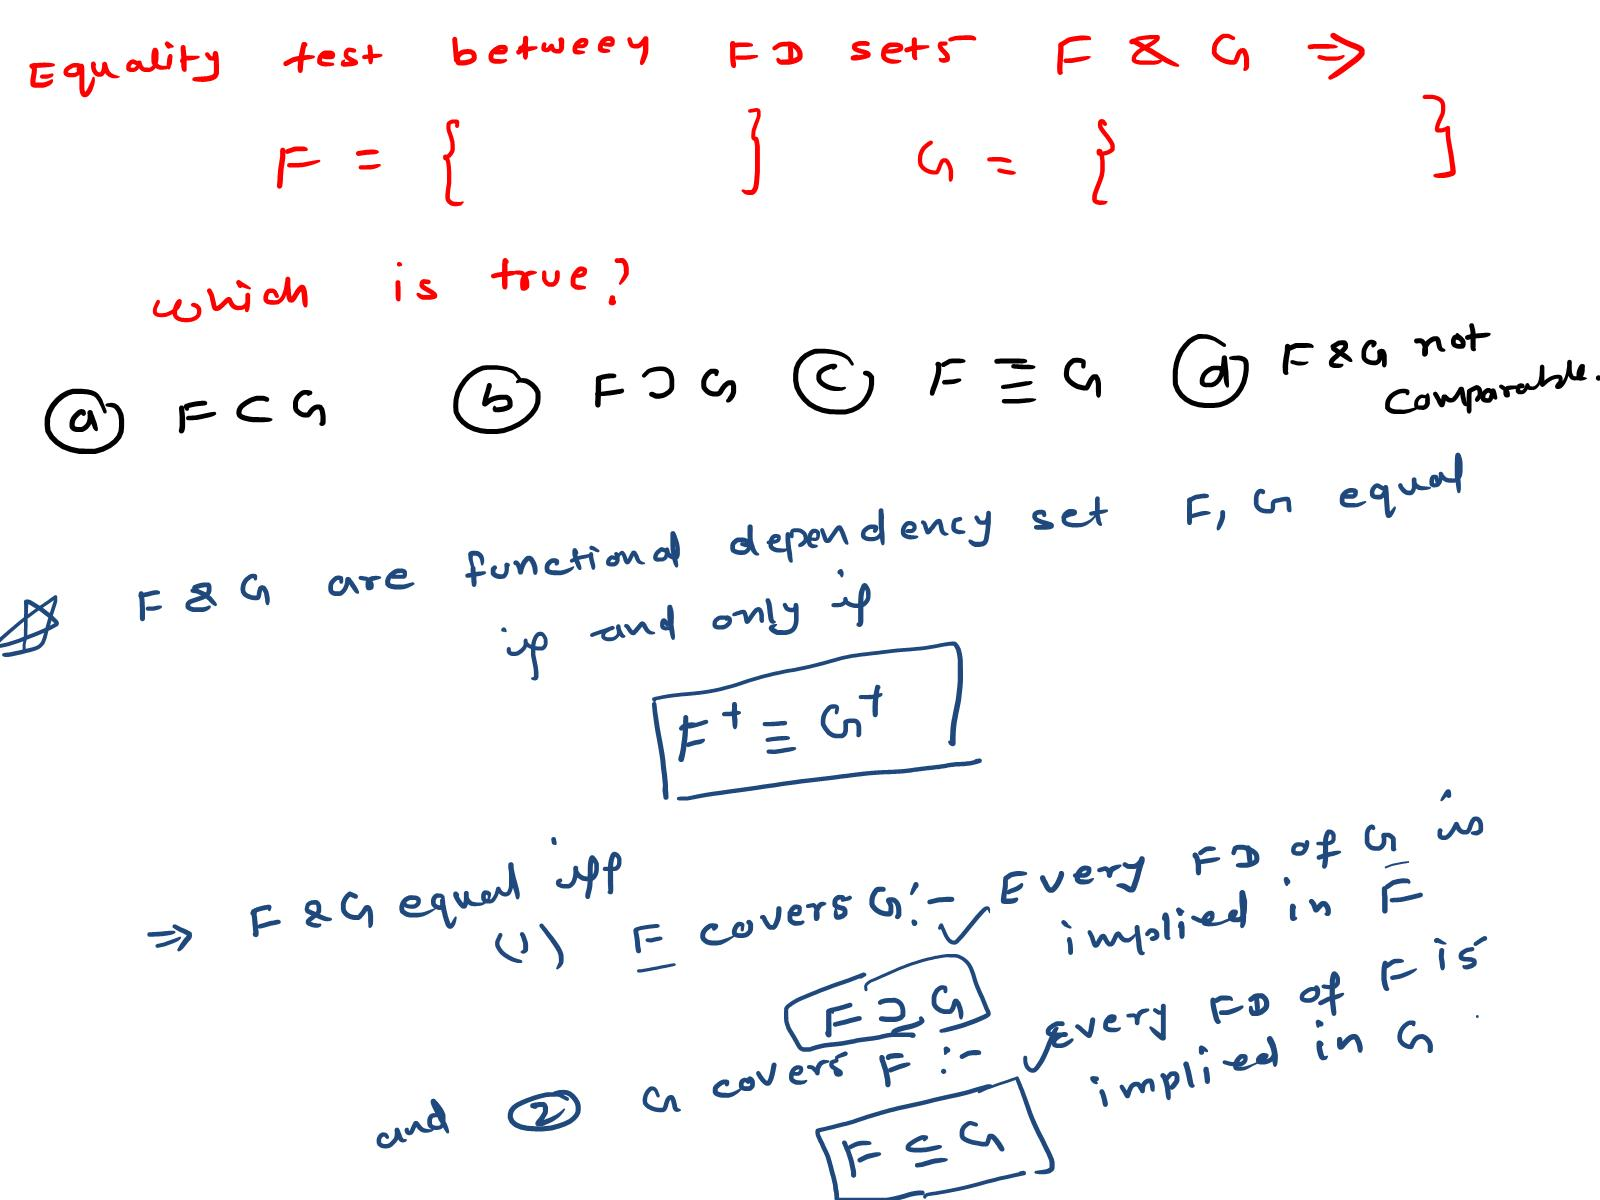 Equality test betweey FD sets F & G ⇒
F = { } G = { }
which is true?
(a) F ⊂ G (b) F ⊃ G (c) F ≡ G (d) F & G not
comparable.
F & G are functional dependency set F, G equal
if and only if
F⁺ ≡ G⁺
⇒ F & G equal iff
(1) F covers G :- Every FD of G is
implied in F
F ⊇ G
and (2) G covers F :- Every FD of F is
implied in G
F ⊆ G